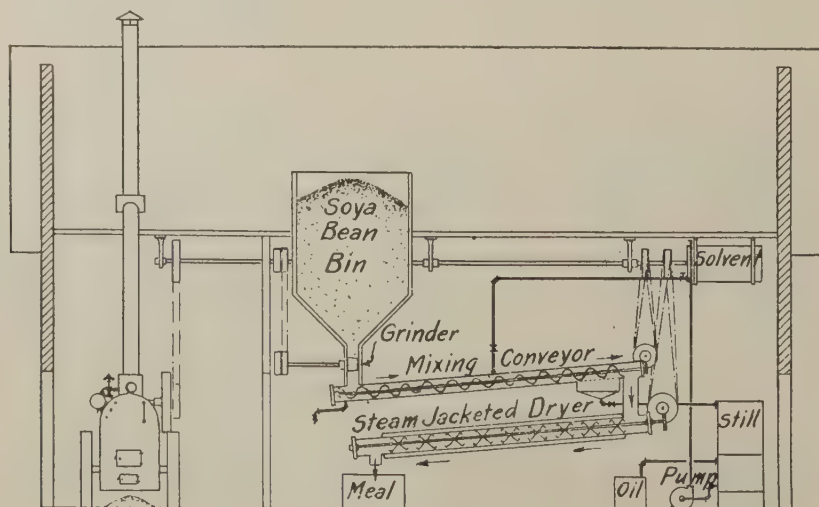 Soya
Bean
Bin
Solvent
Grinder
Mixing Conveyor
Steam Jacketed Dryer
Still
Meal
Oil
Pump